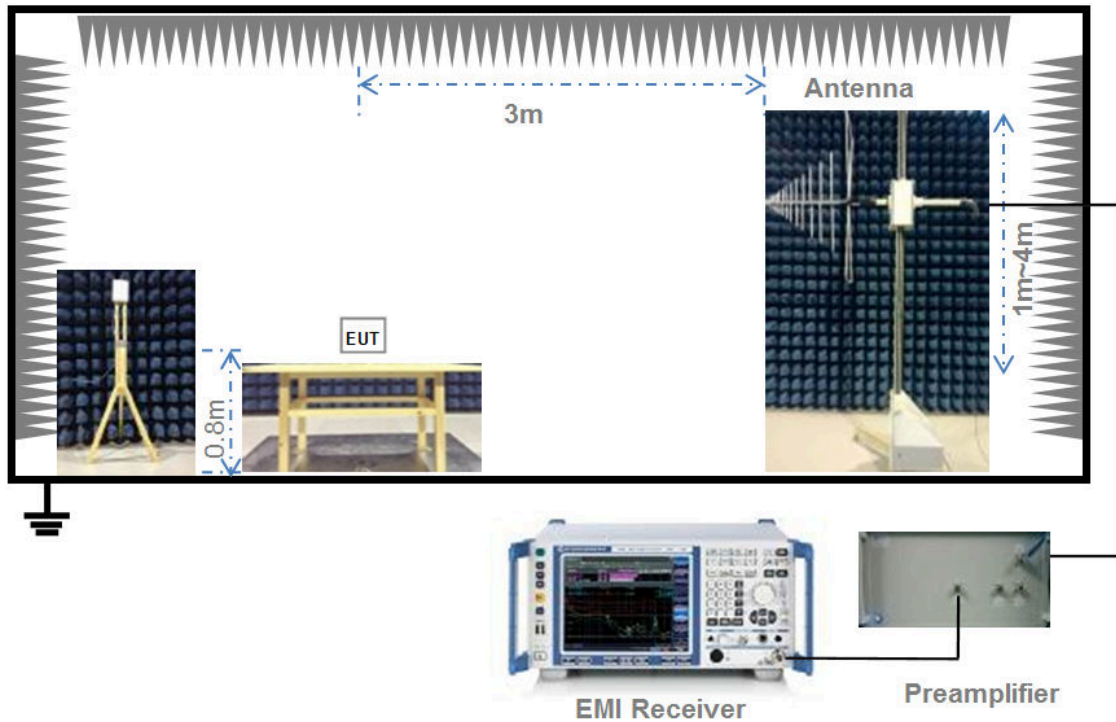 Antenna
3m
1m~4m
EUT
0.8m
EMI Receiver
Preamplifier